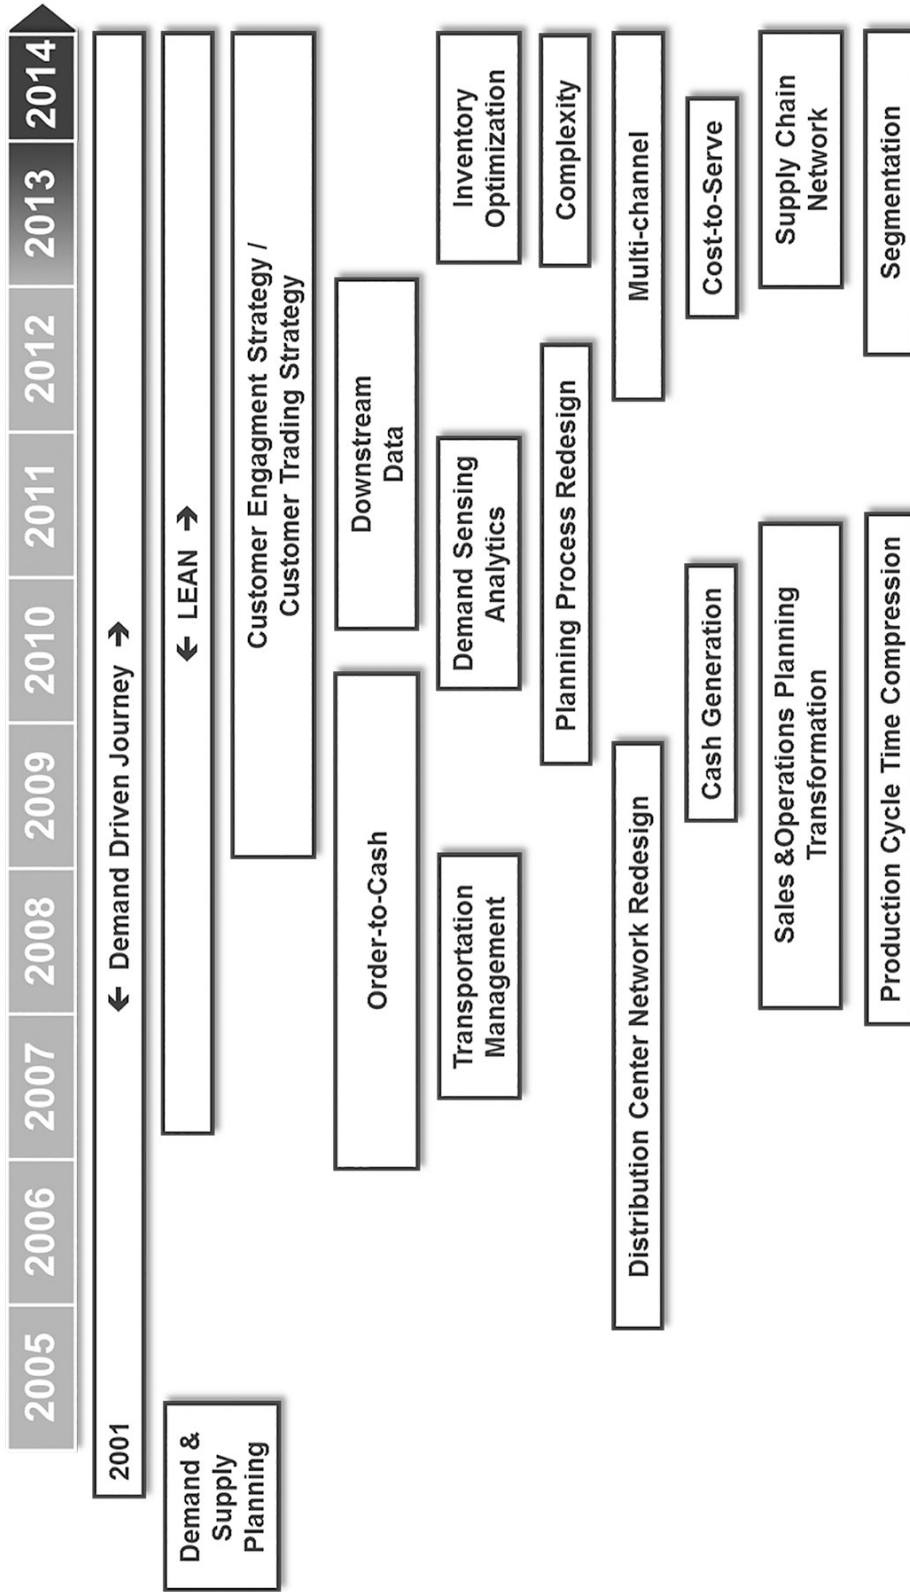 2005 2006 2007 2008 2009 2010 2011 2012 2013 2014
2001 ← Demand Driven Journey →
Demand &
Supply
Planning
← LEAN →
Customer Engagment Strategy /
Customer Trading Strategy
Order-to-Cash
Downstream
Data
Transportation
Management
Demand Sensing
Analytics
Inventory
Optimization
Planning Process Redesign
Complexity
Distribution Center Network Redesign
Multi-channel
Cash Generation
Cost-to-Serve
Sales &Operations Planning
Transformation
Supply Chain
Network
Production Cycle Time Compression
Segmentation